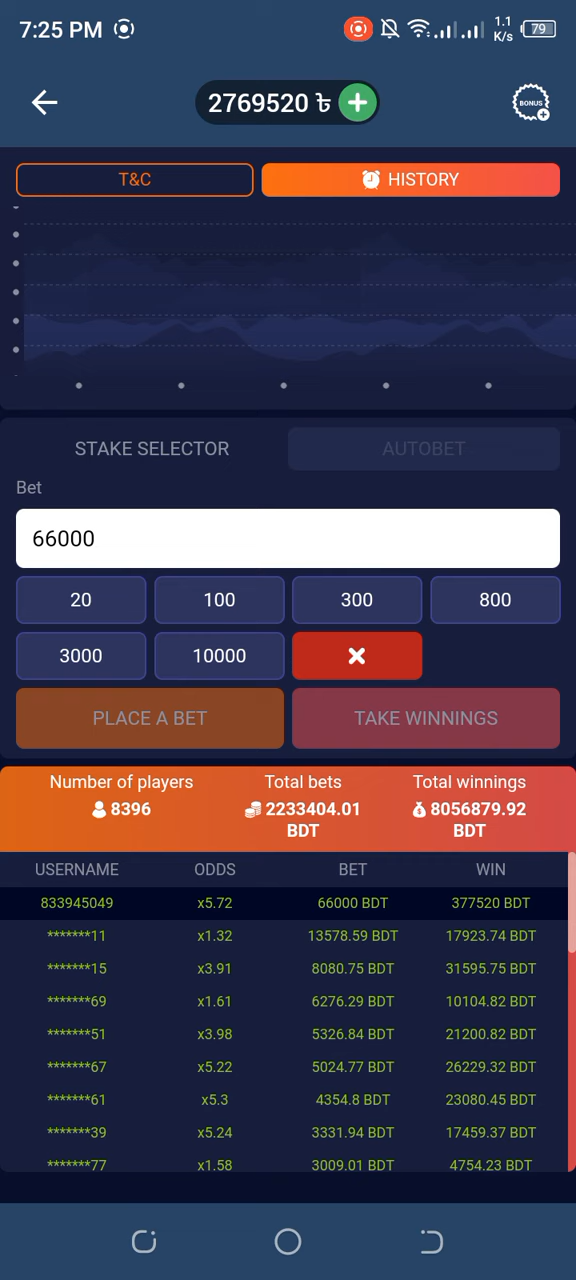 7:25 PM
1.1 K/s 79
2769520 ৳
BONUS
T&C HISTORY
STAKE SELECTOR AUTOBET
Bet
66000
20 100 300 800
3000 10000
PLACE A BET TAKE WINNINGS
Number of players Total bets Total winnings
8396 2233404.01 8056879.92
BDT BDT
USERNAME ODDS BET WIN
833945049 x5.72 66000 BDT 377520 BDT
*******11 x1.32 13578.59 BDT 17923.74 BDT
*******15 x3.91 8080.75 BDT 31595.75 BDT
*******69 x1.61 6276.29 BDT 10104.82 BDT
*******51 x3.98 5326.84 BDT 21200.82 BDT
*******67 x5.22 5024.77 BDT 26229.32 BDT
*******61 x5.3 4354.8 BDT 23080.45 BDT
*******39 x5.24 3331.94 BDT 17459.37 BDT
*******77 x1.58 3009.01 BDT 4754.23 BDT